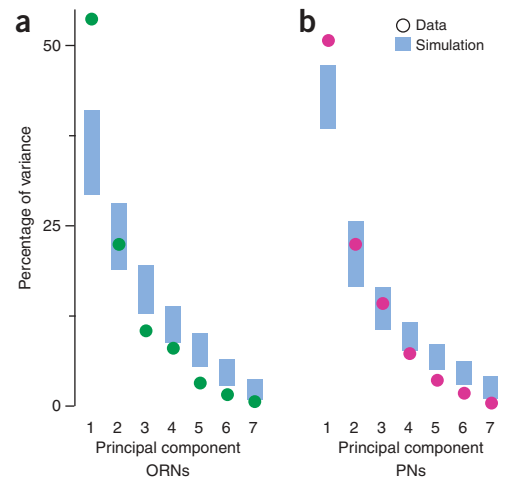 a
b
Data
Simulation
Percentage of variance
50
25
0
1 2 3 4 5 6 7
Principal component
ORNs
1 2 3 4 5 6 7
Principal component
PNs